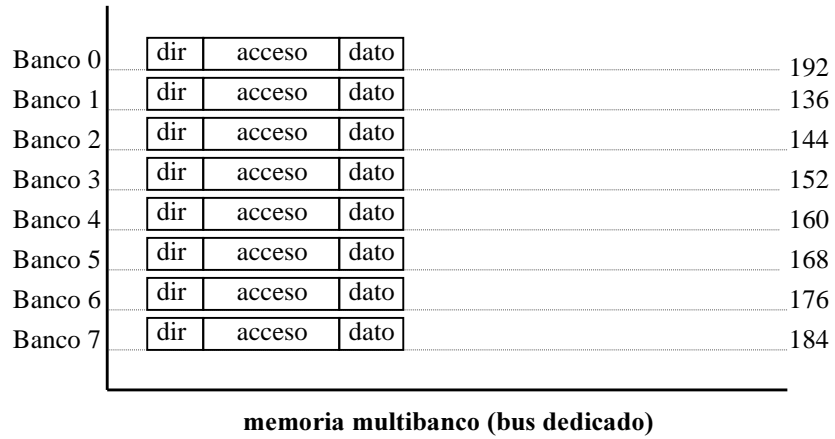 Banco 0 dir acceso dato 192
Banco 1 dir acceso dato 136
Banco 2 dir acceso dato 144
Banco 3 dir acceso dato 152
Banco 4 dir acceso dato 160
Banco 5 dir acceso dato 168
Banco 6 dir acceso dato 176
Banco 7 dir acceso dato 184
memoria multibanco (bus dedicado)